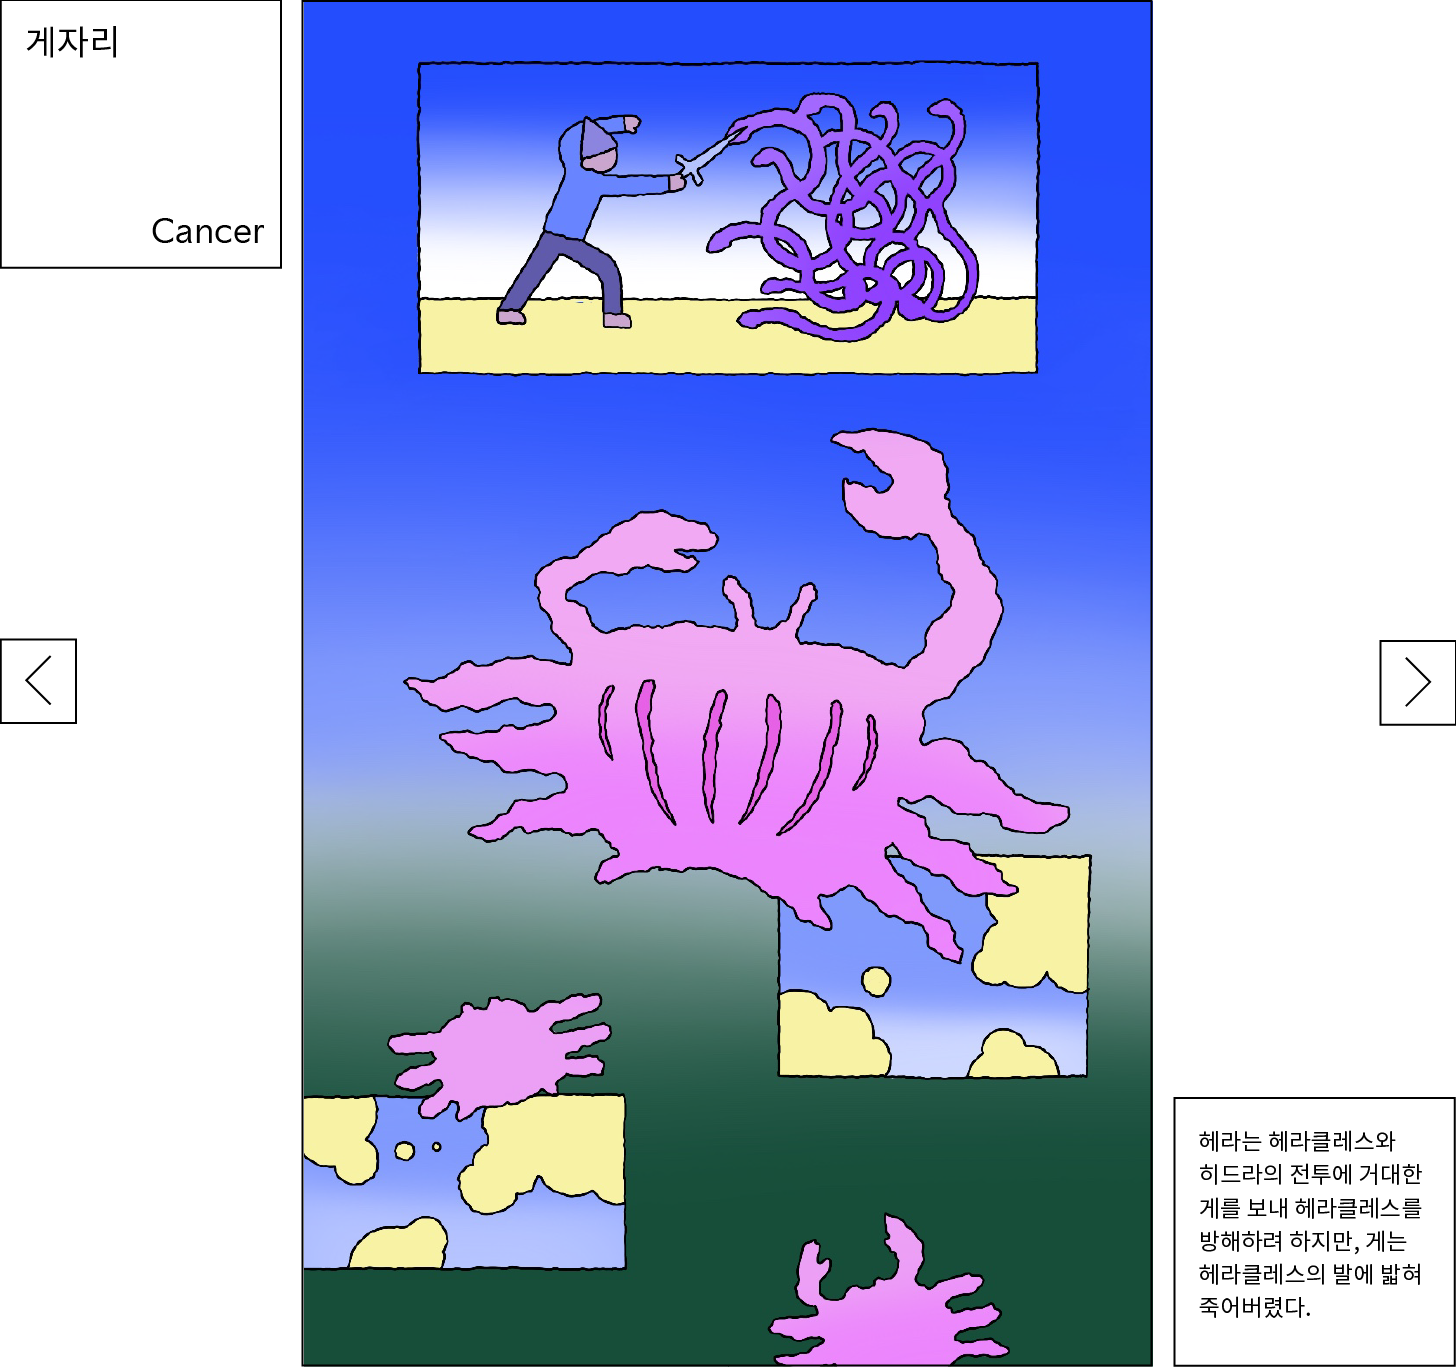 게자리
Cancer
헤라는 헤라클레스와
히드라의 전투에 거대한
게를 보내 헤라클레스를
방해하려 하지만, 게는
헤라클레스의 발에 밟혀
죽어버렸다.